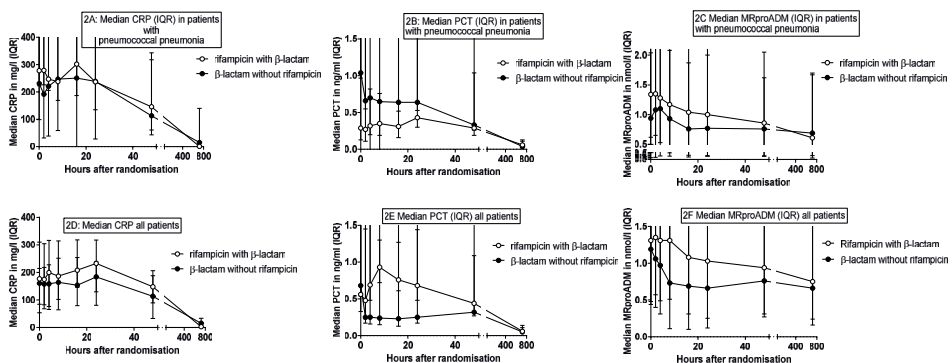 2A: Median CRP (IQR) in patients
with
pneumococcal pneumonia
Median CRP in mg/l (IQR)
400
300
200
100
0
rifampicin with β-lactam
β-lactam without rifampicin
0
20
40
400
800
Hours after randomisation
2B: Median PCT (IQR) in patients
with pneumococcal pneumonia
Median PCT in ng/ml (IQR)
1.5
1.0
0.5
0.0
rifampicin with β-lactam
β-lactam without rifampicin
0
20
40
400
800
Hours after randomisation
2C Median MRproADM (IQR) in patients
with pneumococcal pneumonia
Median MRproADM in nmol/l (IQR)
2.0
1.5
1.0
0.5
rifampicin with β-lactam
β-lactam without rifampicin
0
20
40
400
800
Hours after randomisation
2D: Median CRP all patients
Median CRP in mg/l (IQR)
400
300
200
100
0
rifampicin with β-lactam
β-lactam without rifampicin
0
20
40
400
800
Hours after randomisation
2E Median PCT (IQR) all patients
Median PCT in ng/ml (IQR)
1.5
1.0
0.5
0.0
rifampicin with β-lactam
β-lactam without rifampicin
0
20
40
400
800
Hours after randomisation
2F Median MRproADM (IQR) all patients
Median MRproADM in nmol/l (IQR)
1.5
1.0
0.5
0.0
Rifampicin with β-lactam
β-lactam without rifampicin
0
20
40
400
800
Hours after randomisation